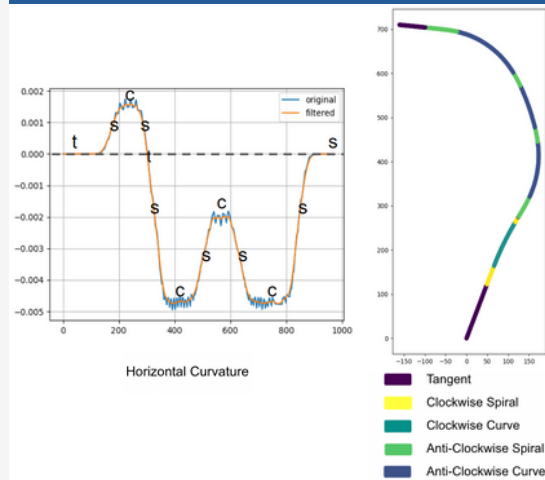 0.002
0.001
0.000
−0.001
−0.002
−0.003
−0.004
−0.005
0
200
400
600
800
1000
original
filtered
t
s
c
s
t
s
c
s
c
s
c
s
s
Horizontal Curvature
700
600
500
400
300
200
100
0
−150
−100
−50
0
50
100
150
Tangent
Clockwise Spiral
Clockwise Curve
Anti-Clockwise Spiral
Anti-Clockwise Curve